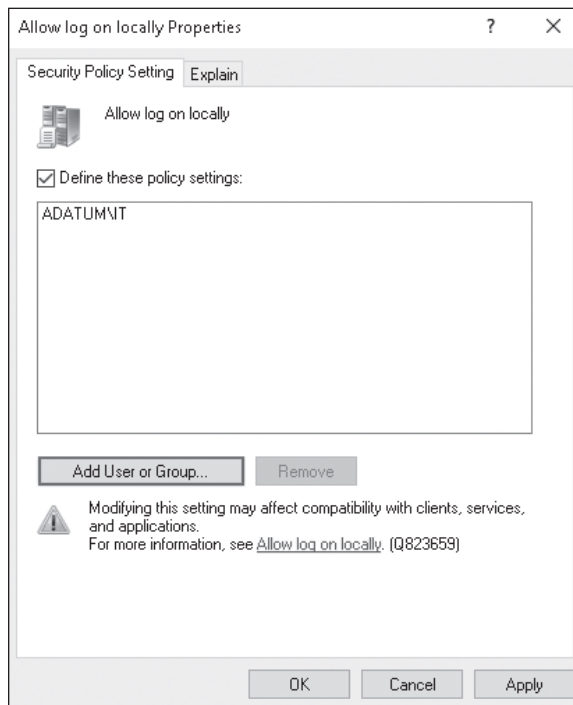 Allow log on locally Properties
?
Security Policy Setting
Explain
Allow log on locally
Define these policy settings:
ADATUM\IT
Add User or Group...
Remove
Modifying this setting may affect compatibility with clients, services,
and applications.
For more information, see Allow log on locally. (Q823659)
OK
Cancel
Apply